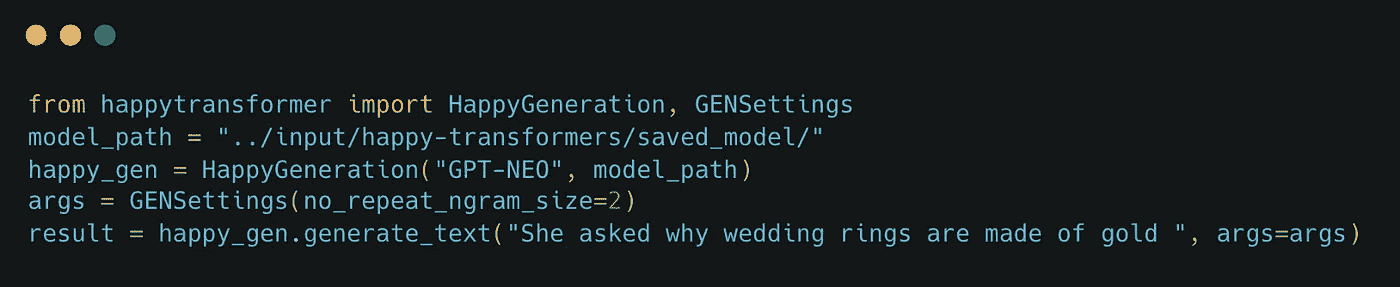 from happytransformer import HappyGeneration, GENSettings
model_path = "../input/happy-transformers/saved_model/"
happy_gen = HappyGeneration("GPT-NEO", model_path)
args = GENSettings(no_repeat_ngram_size=2)
result = happy_gen.generate_text("She asked why wedding rings are made of gold ", args=args)